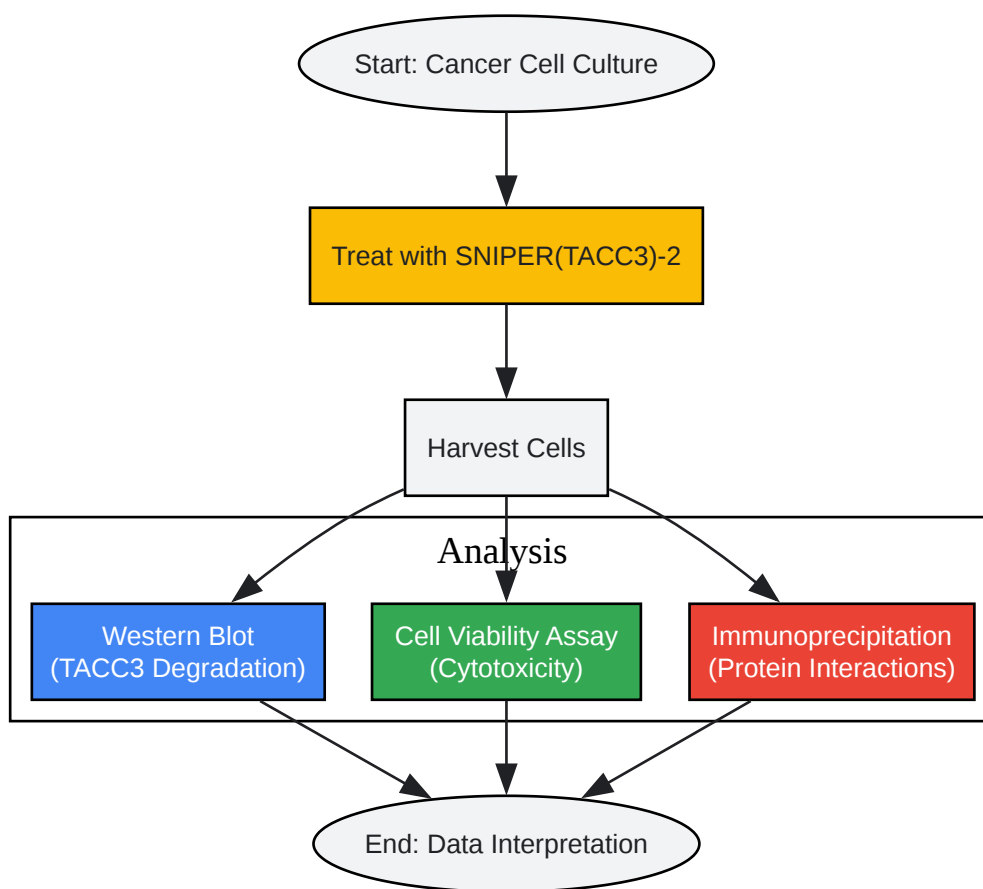 Start: Cancer Cell Culture
Treat with SNIPER(TACC3)-2
Harvest Cells
Analysis
Western Blot
(TACC3 Degradation)
Cell Viability Assay
(Cytotoxicity)
Immunoprecipitation
(Protein Interactions)
End: Data Interpretation